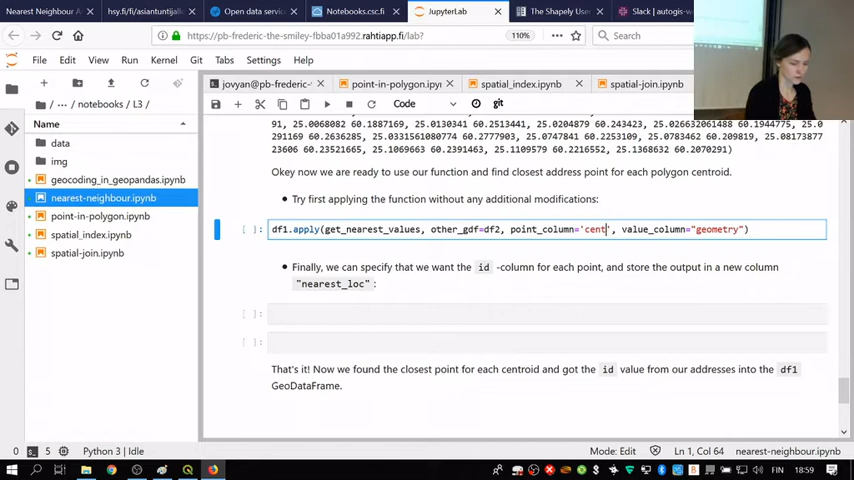 Nearest Neighbour As
hsy.fi/fi/asiantuntijall
Open data servic
Notebooks.csc.fi
JupyterLab
The Shapely Use
Slack | autogis-w
https://pb-frederic-the-smiley-fbba01a992.rahtiapp.fi/lab?
110%
Search
File Edit View Run Kernel Git Tabs Settings Help
jovyan@pb-frederic-
point-in-polygon.ipyn
spatial_index.ipynb
spatial-join.ipynb
Code
git
/ ··· / notebooks / L3 /
Name
data
img
geocoding_in_geopandas.ipynb
nearest-neighbour.ipynb
point-in-polygon.ipynb
spatial_index.ipynb
spatial-join.ipynb
91, 25.0068082 60.1887169, 25.0130341 60.2513441, 25.0204879 60.243265, 25.026632061488 60.1944775, 25.0
291169 60.2636285, 25.0331561080774 60.2777903, 25.0747841 60.2253109, 25.0783462 60.209819, 25.08173877
23606 60.23521665, 25.1069663 60.2391463, 25.1109579 60.2216552, 25.1368632 60.2070291)
Okey now we are ready to use our function and find closest address point for each polygon centroid.
• Try first applying the function without any additional modifications:
[ ]: df1.apply(get_nearest_values, other_gdf=df2, point_column='cent', value_column="geometry")
• Finally, we can specify that we want the id -column for each point, and store the output in a new column
"nearest_loc" :
[ ]:
[ ]:
That's it! Now we found the closest point for each centroid and got the id value from our addresses into the df1
GeoDataFrame.
0 5 Python 3 | Idle
Mode: Edit
Ln 1, Col 64 nearest-neighbour.ipynb
FIN 18:59